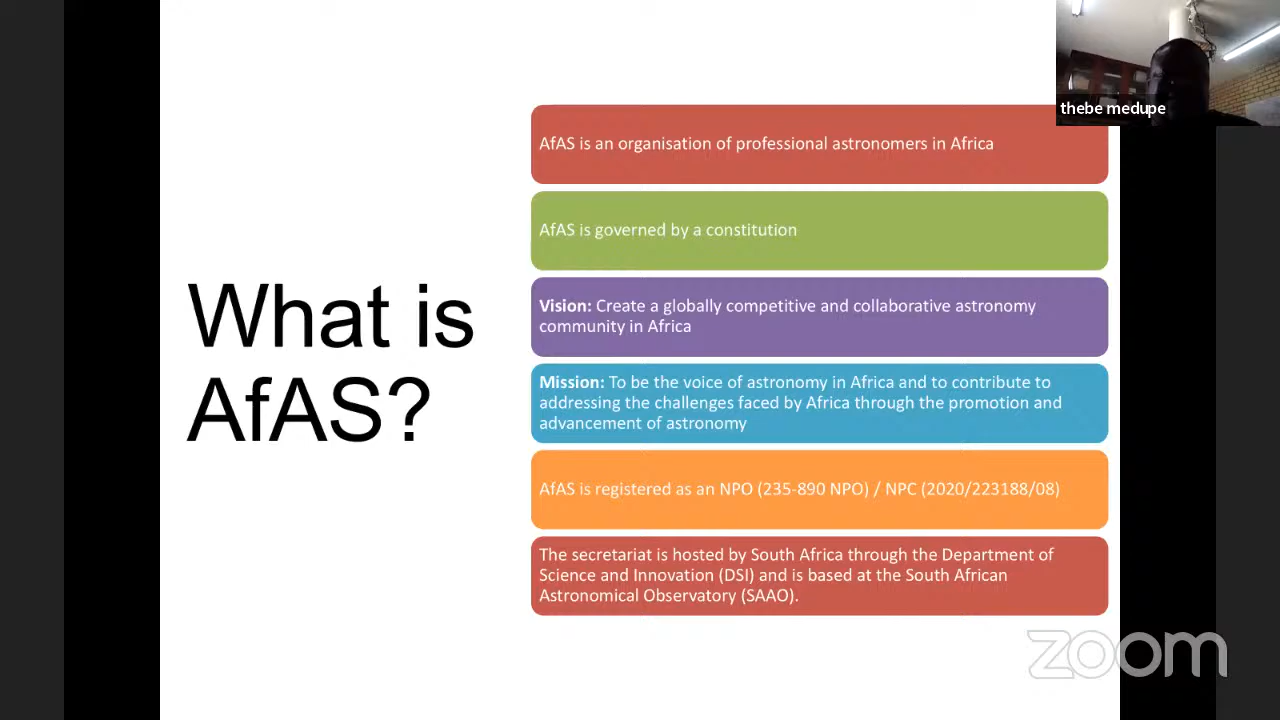 thebe medupe
What is
AfAS?
AfAS is an organisation of professional astronomers in Africa
AfAS is governed by a constitution
Vision: Create a globally competitive and collaborative astronomy
community in Africa
Mission: To be the voice of astronomy in Africa and to contribute to
addressing the challenges faced by Africa through the promotion and
advancement of astronomy
AfAS is registered as an NPO (235-890 NPO) / NPC (2020/223188/08)
The secretariat is hosted by South Africa through the Department of
Science and Innovation (DSI) and is based at the South African
Astronomical Observatory (SAAO).
zoom